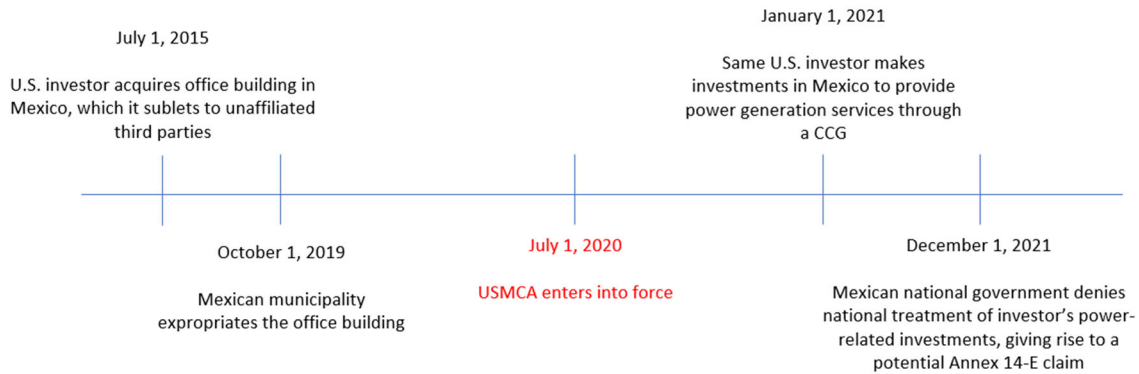 July 1, 2015
U.S. investor acquires office building in
Mexico, which it sublets to unaffiliated
third parties
January 1, 2021
Same U.S. investor makes
investments in Mexico to provide
power generation services through
a CCG
October 1, 2019
Mexican municipality
expropriates the office building
July 1, 2020
USMCA enters into force
December 1, 2021
Mexican national government denies
national treatment of investor's power-
related investments, giving rise to a
potential Annex 14-E claim